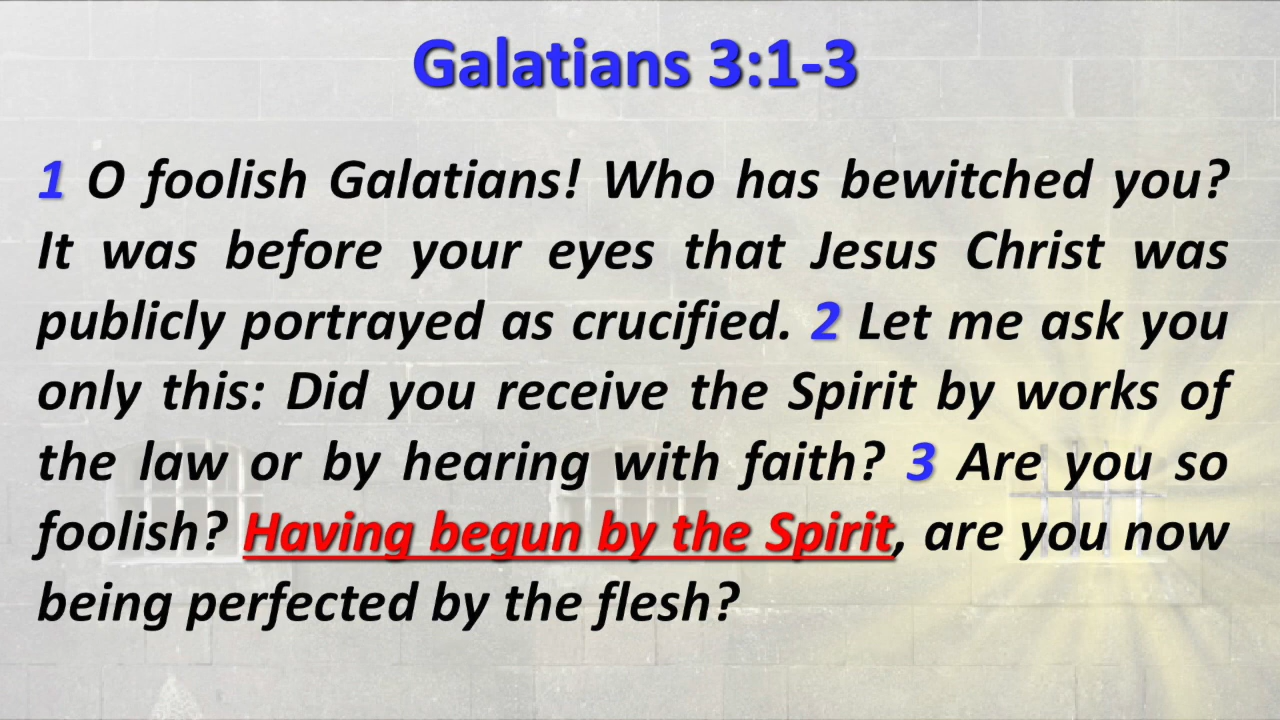 Galatians 3:1-3
1 O foolish Galatians! Who has bewitched you?
It was before your eyes that Jesus Christ was
publicly portrayed as crucified. 2 Let me ask you
only this: Did you receive the Spirit by works of
the law or by hearing with faith? 3 Are you so
foolish? Having begun by the Spirit, are you now
being perfected by the flesh?